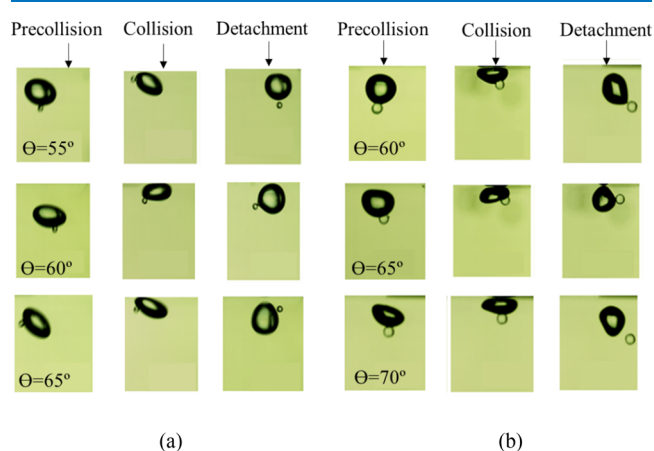 Precollision Collision Detachment Precollision Collision Detachment
Ө=55º Ө=60º
Ө=60º Ө=65º
Ө=65º Ө=70º
(a) (b)